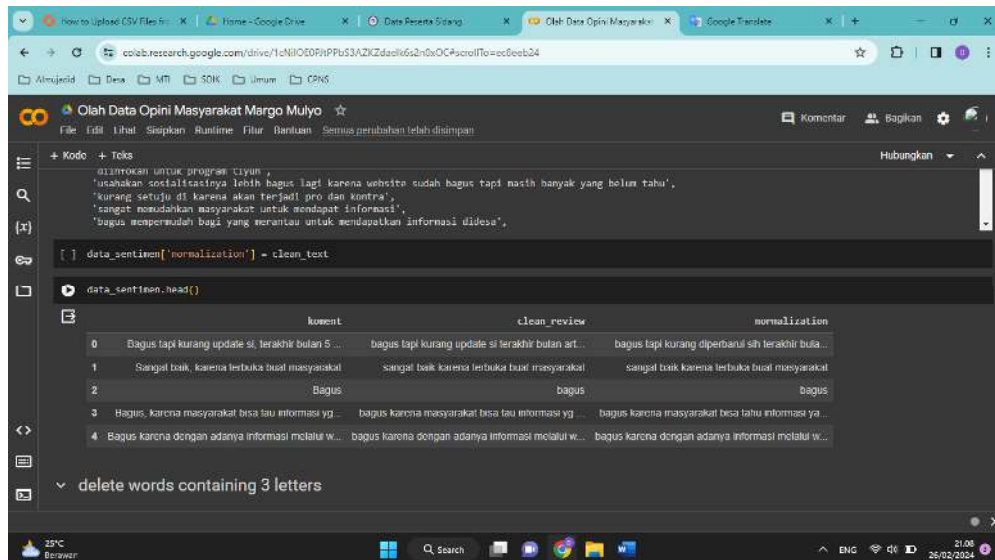 How to Upload CSV Files fr
Home - Google Drive
Data Peserta Sidang
Olah Data Opini Masyarakat
Google Translate
colab.research.google.com/drive/
Almujecid
Desa
MTI
SOIK
Umum
CPNS
Olah Data Opini Masyarakat Margo Mulyo
File Edit Lihat Sisipkan Runtime Fitur Bantuan Semua perubahan telah disimpan
Komentar
Bagikan
+ Kode + Teks
Hubungkan
diinfokan untuk program
'usahakan sosialisasinya lebih bagus lagi karena website sudah bagus tapi masih banyak yang belum tahu',
'kurang setuju di karena akan terjadi pro dan kontra',
'sangat memudahkan masyarakat untuk mendapat informasi',
'bagus mempermudah bagi yang merantau untuk mendapatkan informasi didesa',
[ ] data_sentimen['normalization'] = clean_text
data_sentimen.head()
koment clean_review normalization
0 Bagus tapi kurang update si, terakhir bulan 5 ... bagus tapi kurang update si terakhir bulan art... bagus tapi kurang diperbarui sih terakhir bula...
1 Sangat baik, karena terbuka buat masyarakat sangat baik karena terbuka buat masyarakat sangat baik karena terbuka buat masyarakat
2 Bagus bagus bagus
3 Bagus, karena masyarakat bisa tau informasi yg... bagus karena masyarakat bisa tau informasi yg ... bagus karena masyarakat bisa tahu informasi ya...
4 Bagus karena dengan adanya informasi melalui w... bagus karena dengan adanya informasi melalui w... bagus karena dengan adanya informasi melalui w...
delete words containing 3 letters
25°C
Berawan
Search
ENG
21.08
26/02/2024